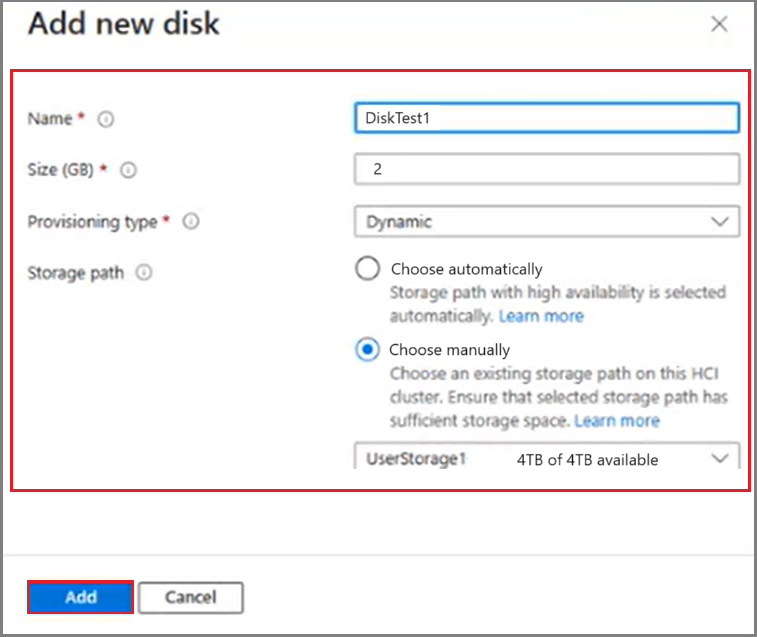 Add new disk
Name *
DiskTest1
Size (GB) *
2
Provisioning type *
Dynamic
Storage path
Choose automatically
Storage path with high availability is selected
automatically. Learn more
Choose manually
Choose an existing storage path on this HCI
cluster. Ensure that selected storage path has
sufficient storage space. Learn more
UserStorage1 4TB of 4TB available
Add Cancel